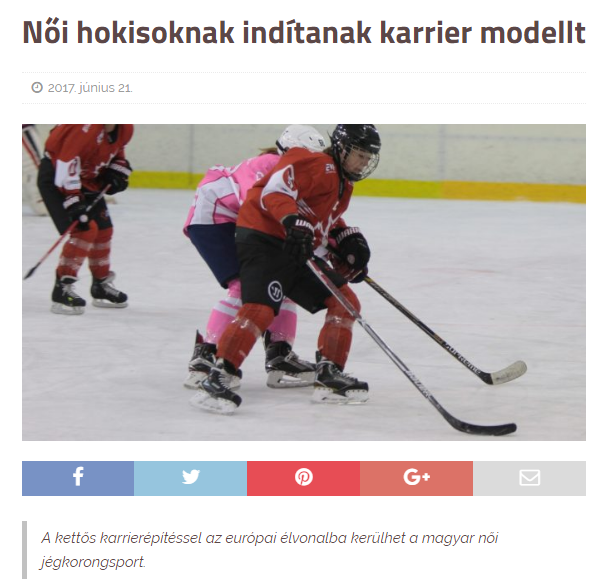 Női hokisoknak indítanak karrier modellt
2017. június 21.
A kettős karrierépítéssel az európai élvonalba kerülhet a magyar női
jégkorongsport.